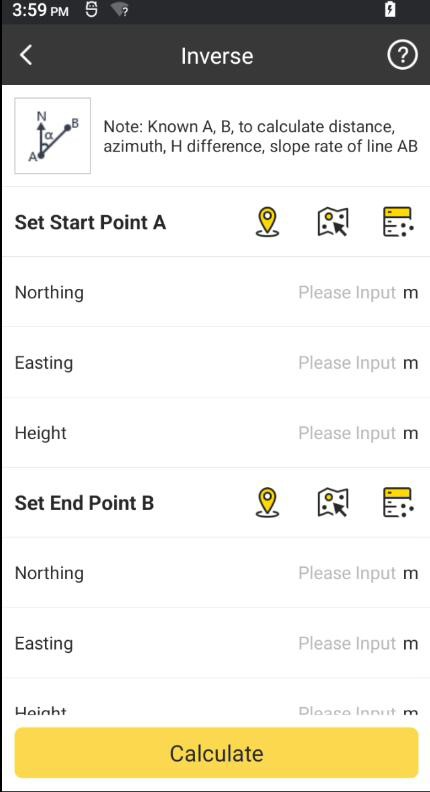 3:59 PM
?
Inverse
?
N
B
α
A
Note: Known A, B, to calculate distance,
azimuth, H difference, slope rate of line AB
Set Start Point A
Northing Please Input m
Easting Please Input m
Height Please Input m
Set End Point B
Northing Please Input m
Easting Please Input m
Height Please Input m
Calculate